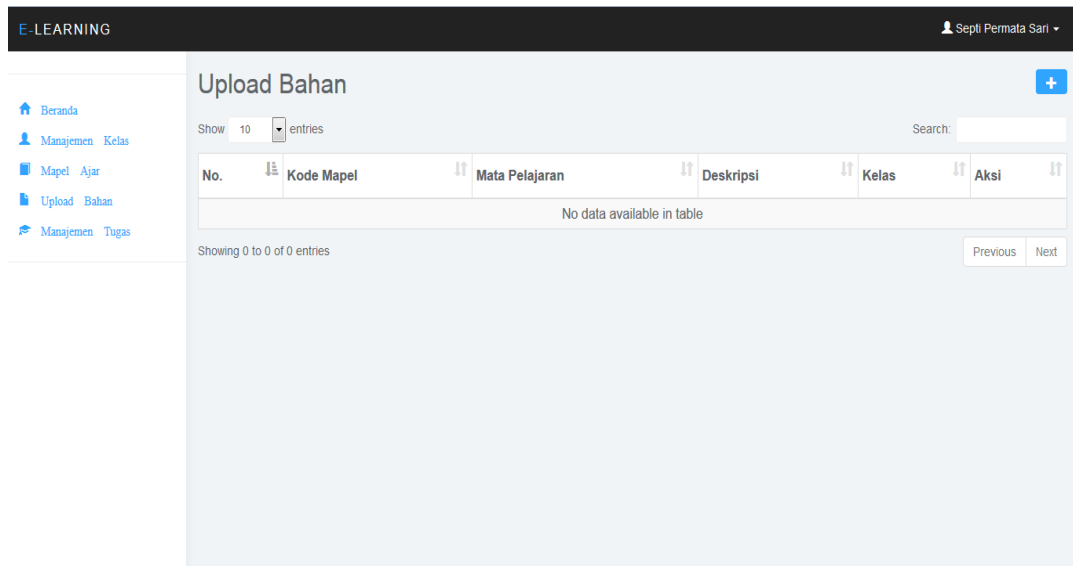 E-LEARNING
Septi Permata Sari
Beranda
Manajemen Kelas
Mapel Ajar
Upload Bahan
Manajemen Tugas
Upload Bahan
+
Show 10 entries
Search:
No. Kode Mapel Mata Pelajaran Deskripsi Kelas Aksi
No data available in table
Showing 0 to 0 of 0 entries
Previous Next